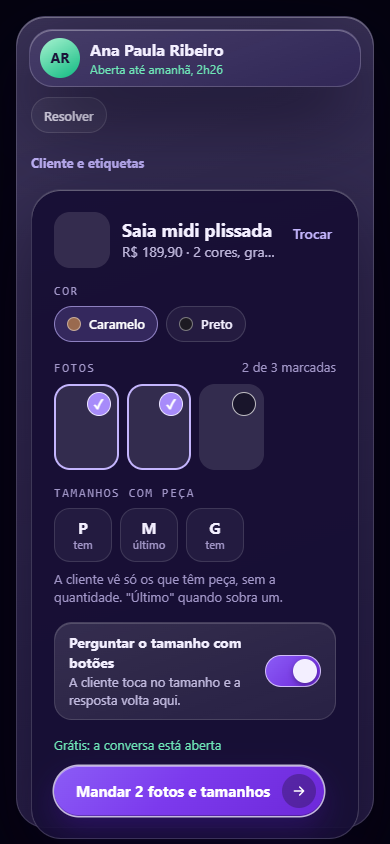 AR
Ana Paula Ribeiro
Aberta até amanhã, 2h26
Resolver
Cliente e etiquetas
Saia midi plissada
Trocar
R$ 189,90 · 2 cores, gra...
COR
Caramelo
Preto
FOTOS
2 de 3 marcadas
TAMANHOS COM PEÇA
P
tem
M
último
G
tem
A cliente vê só os que têm peça, sem a
quantidade. "Último" quando sobra um.
Perguntar o tamanho com
botões
A cliente toca no tamanho e a
resposta volta aqui.
Grátis: a conversa está aberta
Mandar 2 fotos e tamanhos